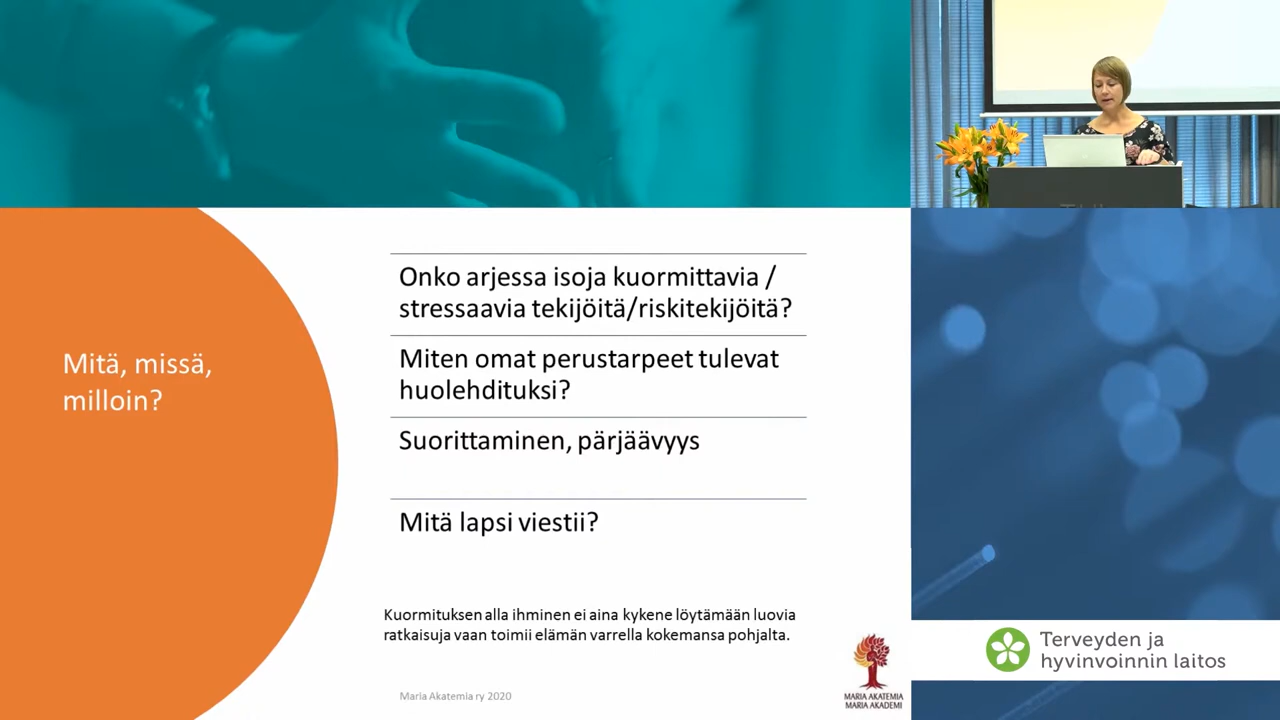 Mitä, missä,
milloin?
Onko arjessa isoja kuormittavia /
stressaavia tekijöitä/riskitekijöitä?
Miten omat perustarpeet tulevat
huolehdituksi?
Suorittaminen, pärjäävyys
Mitä lapsi viestii?
Kuormituksen alla ihminen ei aina kykene löytämään luovia
ratkaisuja vaan toimii elämän varrella kokemansa pohjalta.
Maria Akatemia ry 2020
MARIA AKATEMIA
MARIA AKADEMI
Terveyden ja
hyvinvoinnin laitos